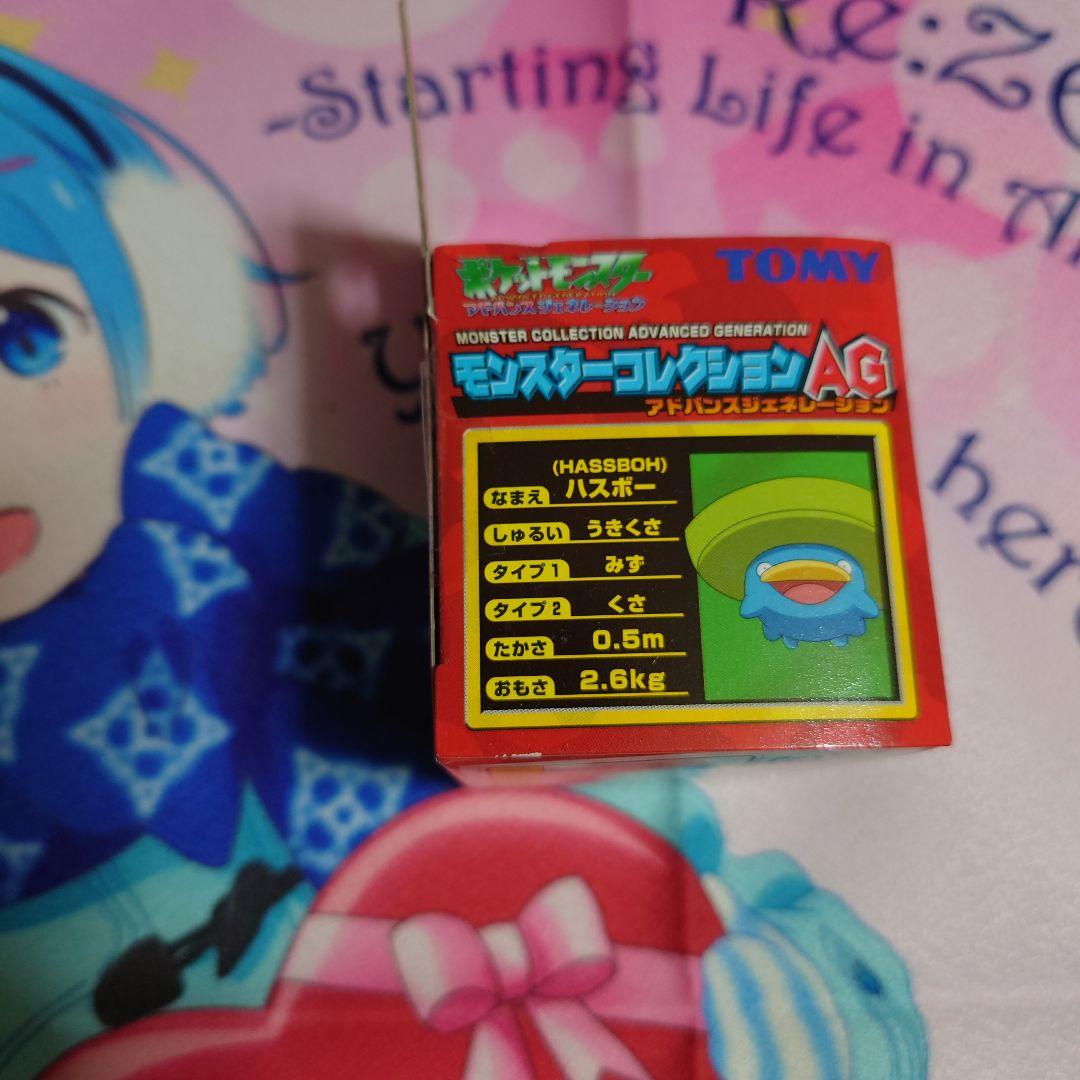 Re:Ze
-Starting Life in An
y
here
ポケットモンスター
アドバンスジェネレーション
TOMY
MONSTER COLLECTION ADVANCED GENERATION
モンスターコレクションAG
アドバンスジェネレーション
(HASSBOH)
なまえ ハスボー
しゅるい うきくさ
タイプ1 みず
タイプ2 くさ
たかさ 0.5m
おもさ 2.6kg